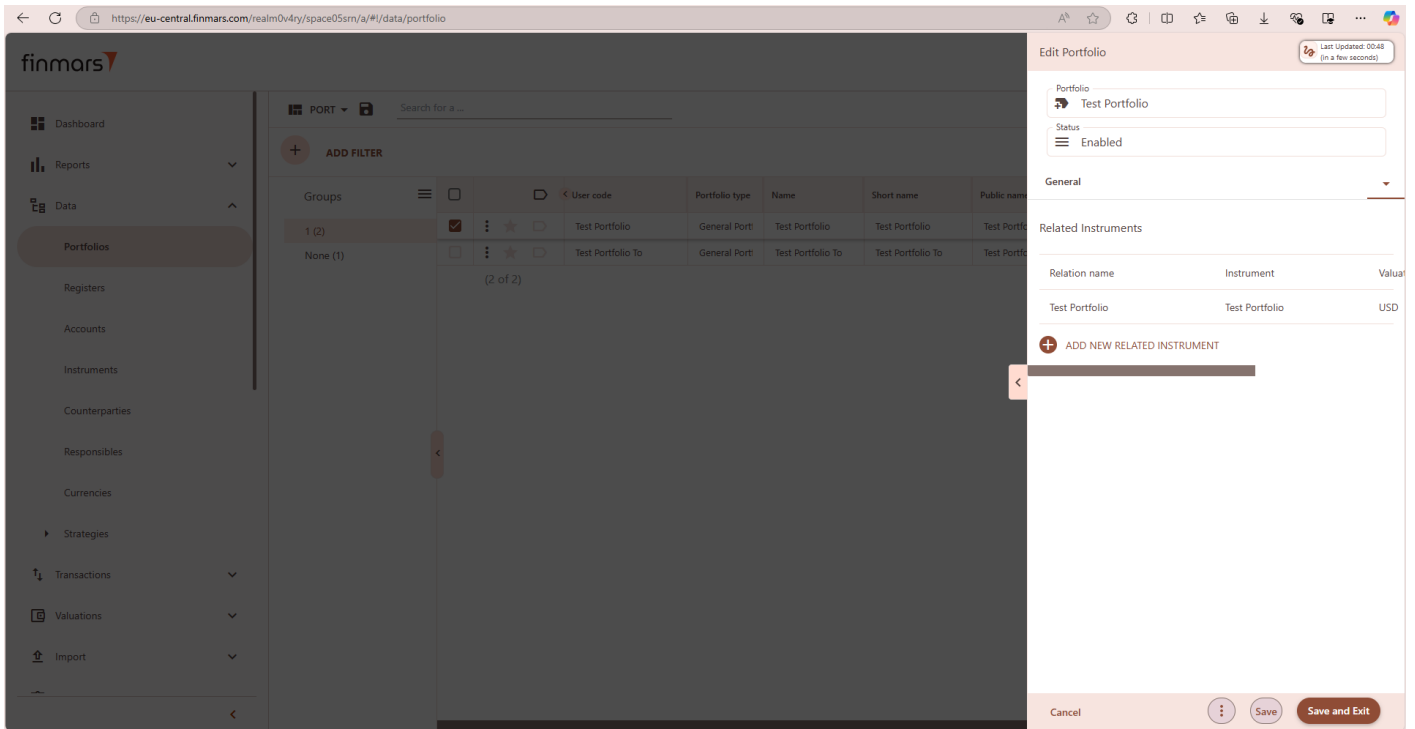 https://eu-central.finmars.com/realm0v4ry/space05srn/a/#!/data/portfolio
finmars
Dashboard
Reports
Data
Portfolios
Registers
Accounts
Instruments
Counterparties
Responsibles
Currencies
Strategies
Transactions
Valuations
Import
PORT
Search for a ...
ADD FILTER
Groups
1 (2)
None (1)
User code Portfolio type Name Short name Public name
Test Portfolio General Port Test Portfolio Test Portfolio Test Portfo
Test Portfolio To General Port Test Portfolio To Test Portfolio To Test Portfo
(2 of 2)
Edit Portfolio
Last Updated: 00:48
(in a few seconds)
Portfolio
Test Portfolio
Status
Enabled
General
Related Instruments
Relation name Instrument Valuat
Test Portfolio Test Portfolio USD
ADD NEW RELATED INSTRUMENT
Cancel Save Save and Exit